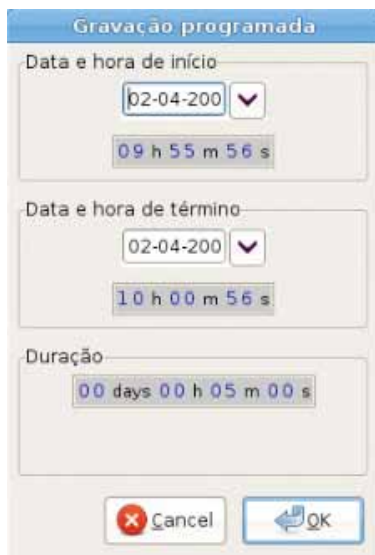 Gravação programada
Data e hora de início
02-04-200
09 h 55 m 56 s
Data e hora de término
02-04-200
10 h 00 m 56 s
Duração
00 days 00 h 05 m 00 s
Cancel
OK